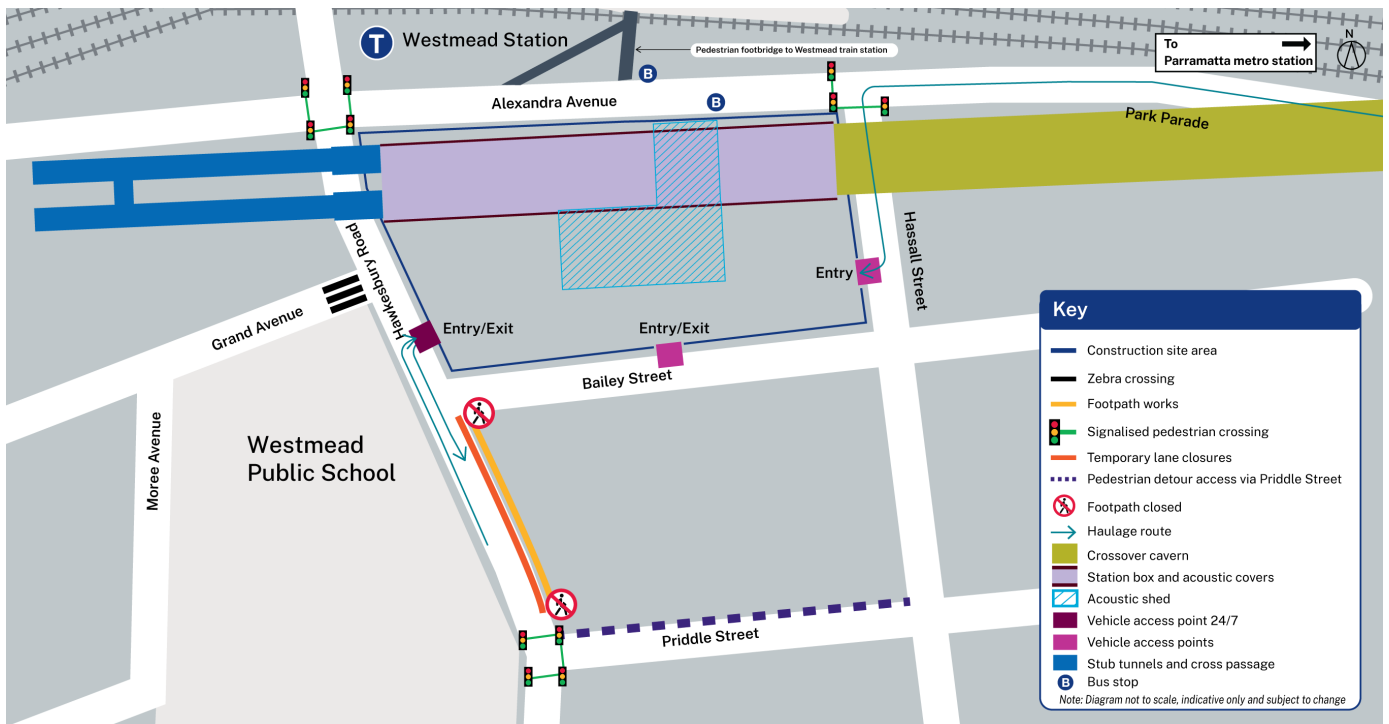 T Westmead Station
Pedestrian footbridge to Westmead train station
To
Parramatta metro station
N
B
Alexandra Avenue
B
Park Parade
Hawkesbury Road
Hassall Street
Entry
Grand Avenue
Entry/Exit
Entry/Exit
Bailey Street
Moree Avenue
Westmead
Public School
Priddle Street
Key
Construction site area
Zebra crossing
Footpath works
Signalised pedestrian crossing
Temporary lane closures
Pedestrian detour access via Priddle Street
Footpath closed
Haulage route
Crossover cavern
Station box and acoustic covers
Acoustic shed
Vehicle access point 24/7
Vehicle access points
Stub tunnels and cross passage
B Bus stop
Note: Diagram not to scale, indicative only and subject to change